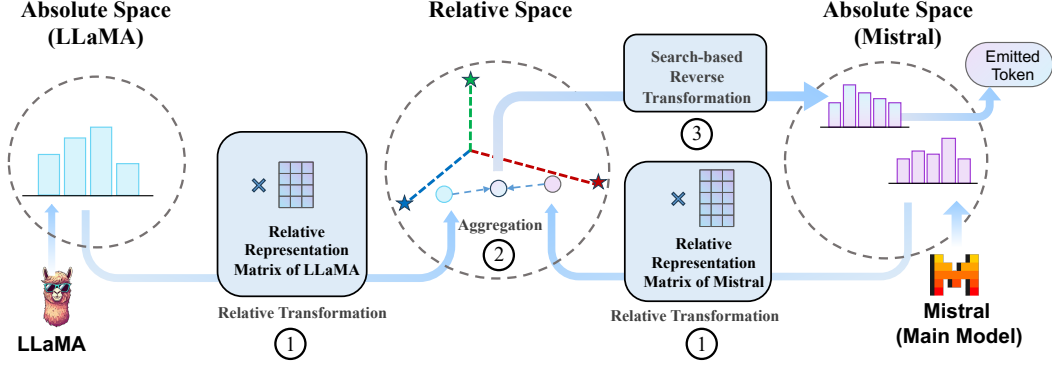 Absolute Space
(LLaMA)
Relative Space
Absolute Space
(Mistral)
Search-based
Reverse
Transformation
3
Emitted
Token
×
Relative
Representation
Matrix of LLaMA
Aggregation
2
×
Relative
Representation
Matrix of Mistral
Relative Transformation
1
Relative Transformation
1
LLaMA
Mistral
(Main Model)